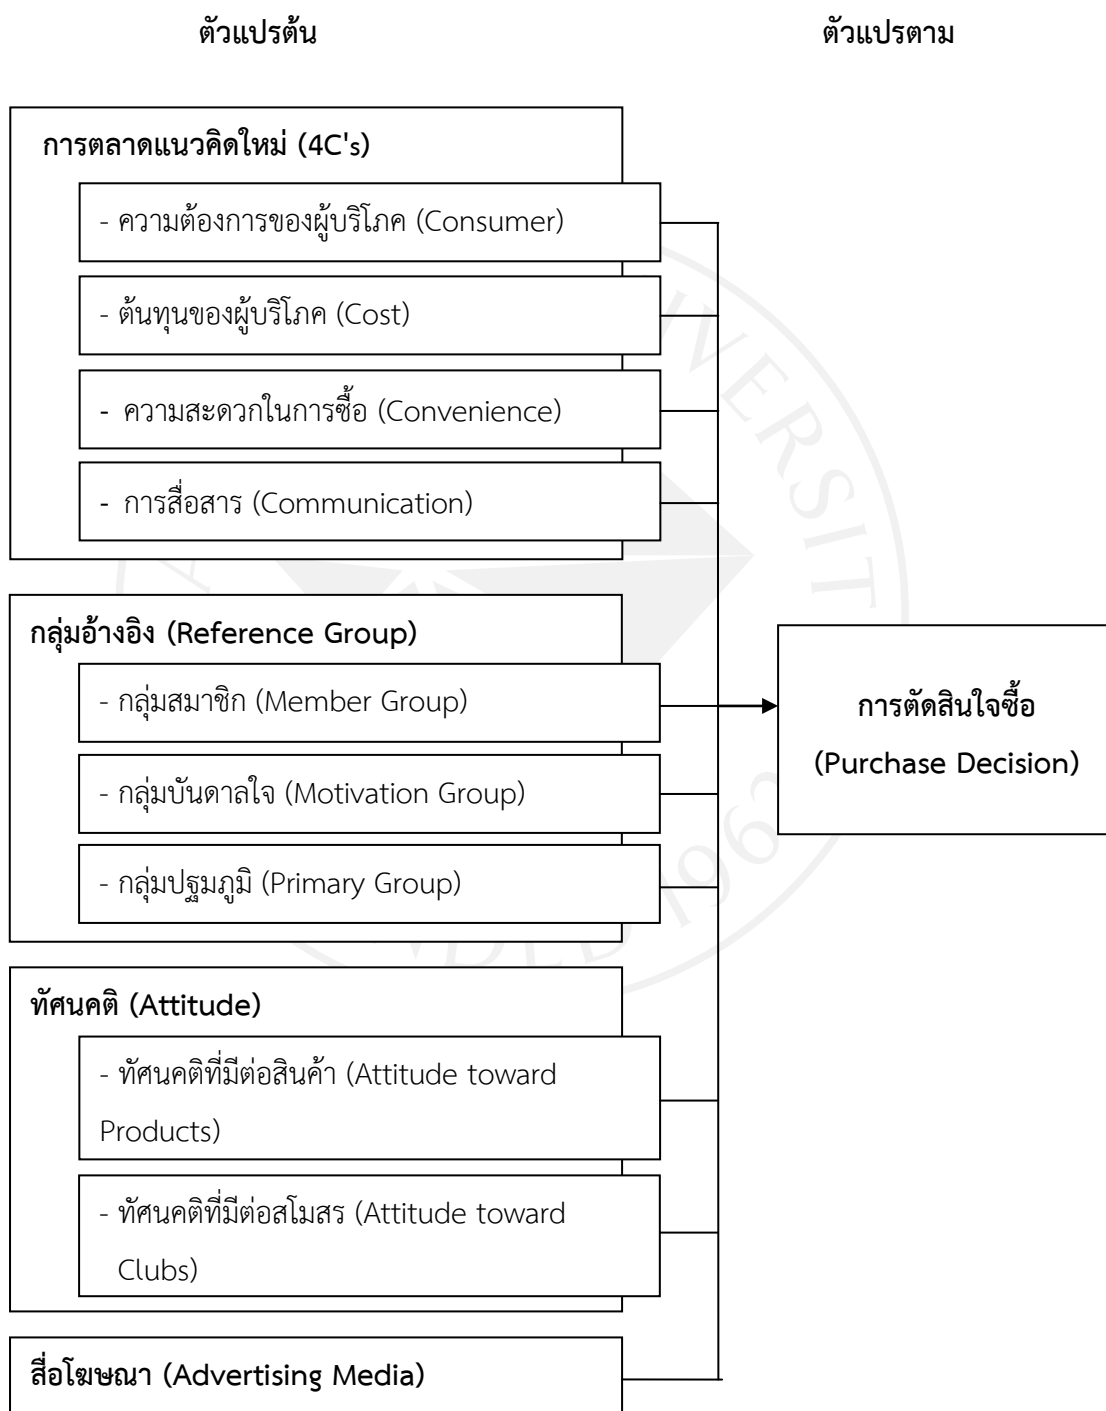 ตัวแปรต้น
ตัวแปรตาม
การตลาดแนวคิดใหม่ (4C's)
- ความต้องการของผู้บริโภค (Consumer)
- ต้นทุนของผู้บริโภค (Cost)
- ความสะดวกในการซื้อ (Convenience)
- การสื่อสาร (Communication)
กลุ่มอ้างอิง (Reference Group)
- กลุ่มสมาชิก (Member Group)
- กลุ่มบันดาลใจ (Motivation Group)
- กลุ่มปฐมภูมิ (Primary Group)
การตัดสินใจซื้อ
(Purchase Decision)
ทัศนคติ (Attitude)
- ทัศนคติที่มีต่อสินค้า (Attitude toward
Products)
- ทัศนคติที่มีต่อสโมสร (Attitude toward
Clubs)
สื่อโฆษณา (Advertising Media)